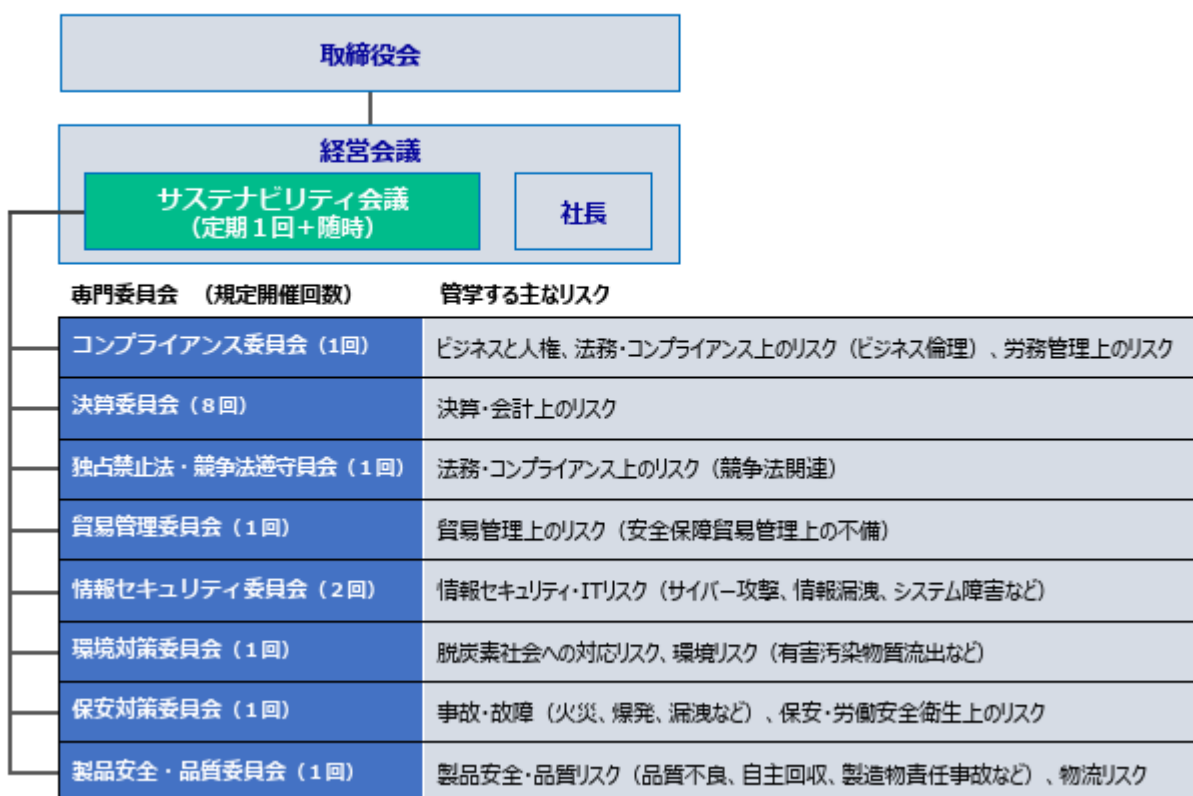 取締役会
経営会議
サステナビリティ会議
(定期1回+随時)
社長
専門委員会 (規定開催回数)
管学する主なリスク
コンプライアンス委員会(1回)
ビジネスと人権、法務・コンプライアンス上のリスク(ビジネス倫理)、労務管理上のリスク
決算委員会(8回)
決算・会計上のリスク
独占禁止法・競争法遵守員会(1回)
法務・コンプライアンス上のリスク(競争法関連)
貿易管理委員会(1回)
貿易管理上のリスク(安全保障貿易管理上の不備)
情報セキュリティ委員会(2回)
情報セキュリティ・ITリスク(サイバー攻撃、情報漏洩、システム障害など)
環境対策委員会(1回)
脱炭素社会への対応リスク、環境リスク(有害汚染物質流出など)
保安対策委員会(1回)
事故・故障(火災、爆発、漏洩など)、保安・労働安全衛生上のリスク
製品安全・品質委員会(1回)
製品安全・品質リスク(品質不良、自主回収、製造物責任事故など)、物流リスク